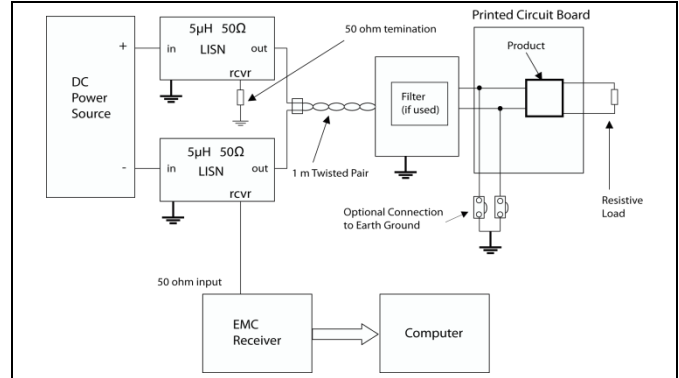 Printed Circuit Board
5μH 50Ω
in
out
LISN
rcvr
50 ohm temination
Product
+
DC
Power
Source
-
Filter
(if used)
5μH 50Ω
in
out
LISN
rcvr
1 m Twisted Pair
Optional Connection
to Earth Ground
Resistive
Load
50 ohm input
EMC
Receiver
Computer